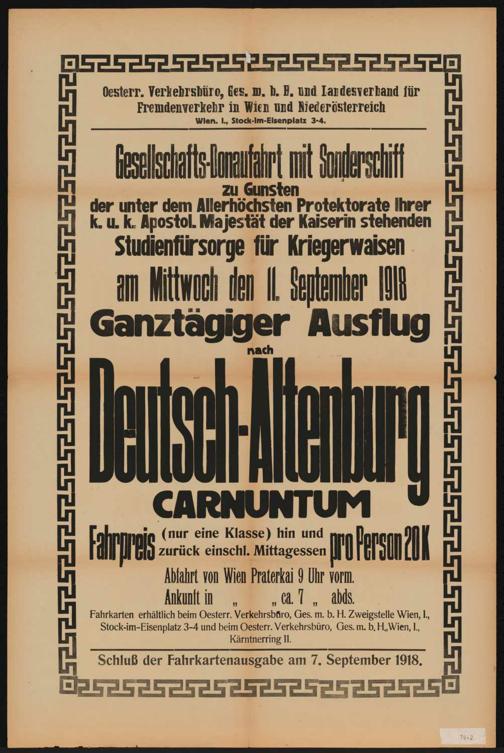 Oesterr. Verkehrsbüro, Ges. m. b. H. und Landesverband für
Fremdenverkehr in Wien und Niederösterreich
Wien. I., Stock-im-Eisenplatz 3-4.
Gesellschafts-Donaufahrt mit Sonderschiff
zu Gunsten
der unter dem Allerhöchsten Protektorate Ihrer
k. u. k. Apostol. Majestät der Kaiserin stehenden
Studienfürsorge für Kriegerwaisen
am Mittwoch den 11. September 1918
Ganztägiger Ausflug
nach
Deutsch-Altenburg
CARNUNTUM
Fahrpreis (nur eine Klasse) hin und
zurück einschl. Mittagessen pro Person 20 K
Abfahrt von Wien Praterkai 9 Uhr vorm.
Ankunft in „ „ ca. 7 „ abds.
Fahrkarten erhältlich beim Oesterr. Verkehrsbüro, Ges. m. b. H. Zweigstelle Wien, I.,
Stock-im-Eisenplatz 3-4 und beim Oesterr. Verkehrsbüro, Ges. m. b, H., Wien, I.,
Kärntnerring 11.
Schluß der Fahrkartenausgabe am 7. September 1918.